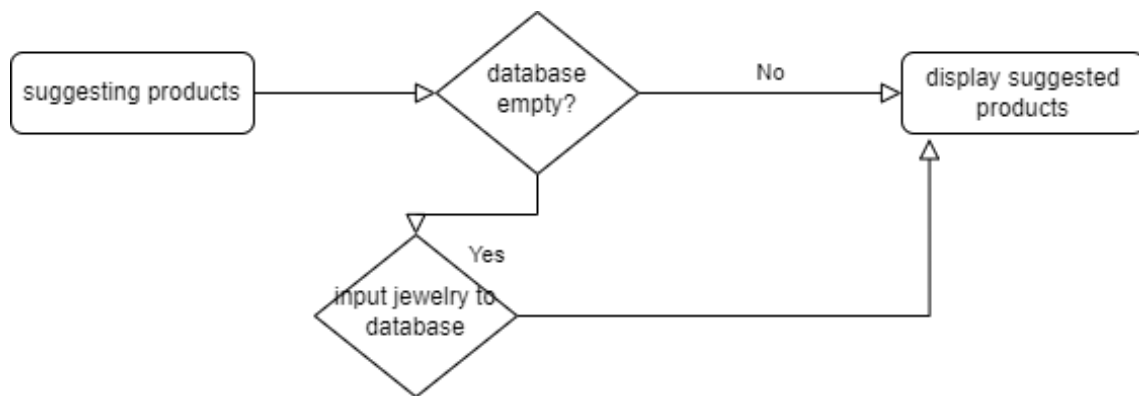 suggesting products
database
empty?
No
display suggested
products
Yes
input jewelry to
database